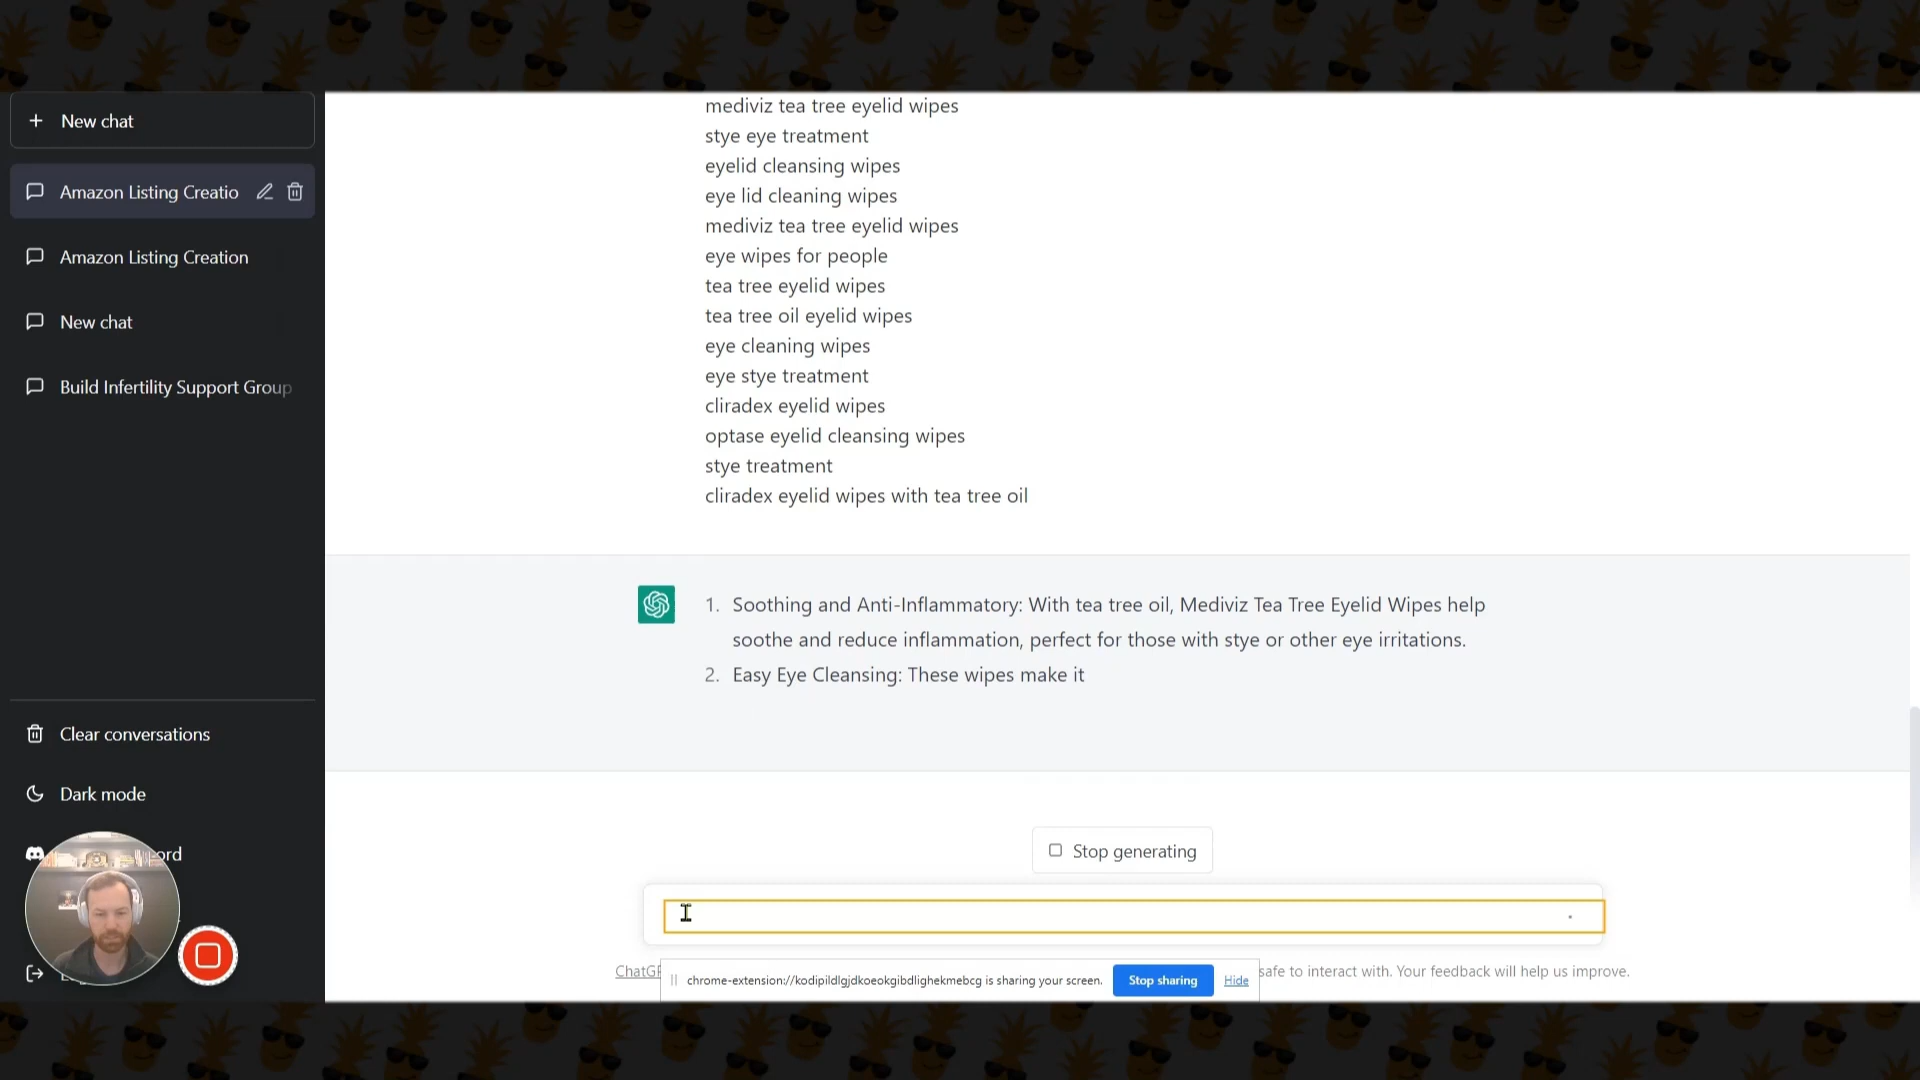 New chat
Amazon Listing Creatio
Amazon Listing Creation
New chat
Build Infertility Support Group
Clear conversations
Dark mode
ord
mediviz tea tree eyelid wipes
stye eye treatment
eyelid cleansing wipes
eye lid cleaning wipes
mediviz tea tree eyelid wipes
eye wipes for people
tea tree eyelid wipes
tea tree oil eyelid wipes
eye cleaning wipes
eye stye treatment
cliradex eyelid wipes
optase eyelid cleansing wipes
stye treatment
cliradex eyelid wipes with tea tree oil
1. Soothing and Anti-Inflammatory: With tea tree oil, Mediviz Tea Tree Eyelid Wipes help
soothe and reduce inflammation, perfect for those with stye or other eye irritations.
2. Easy Eye Cleansing: These wipes make it
Stop generating
ChatGP
safe to interact with. Your feedback will help us improve.
chrome-extension://kodipildlgjdkoeokgibdlighekmebcg is sharing your screen.
Stop sharing
Hide